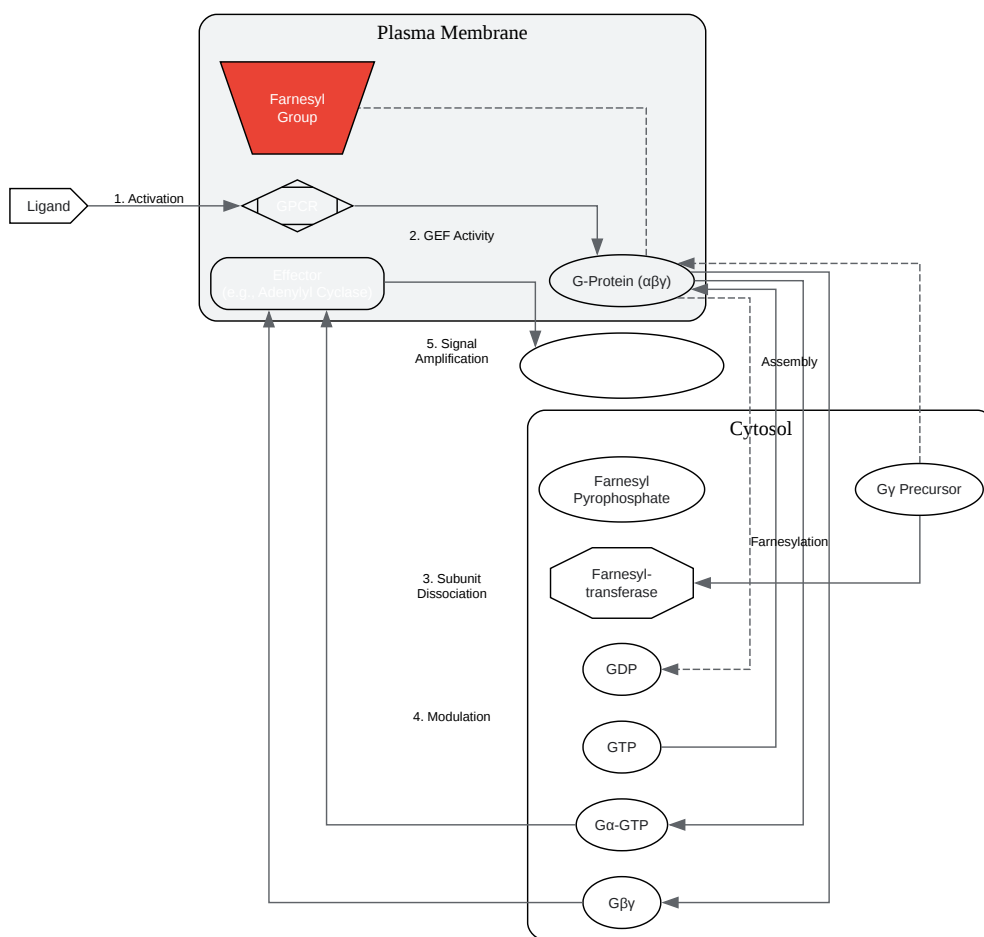 Plasma Membrane
Farnesyl
Group
Ligand
1. Activation
GPCR
2. GEF Activity
Effector
(e.g., Adenylyl Cyclase)
G-Protein (αβγ)
5. Signal
Amplification
Assembly
Cytosol
Farnesyl
Pyrophosphate
Gγ Precursor
Farnesylation
3. Subunit
Dissociation
Farnesyl-
transferase
GDP
4. Modulation
GTP
Gα-GTP
Gβγ